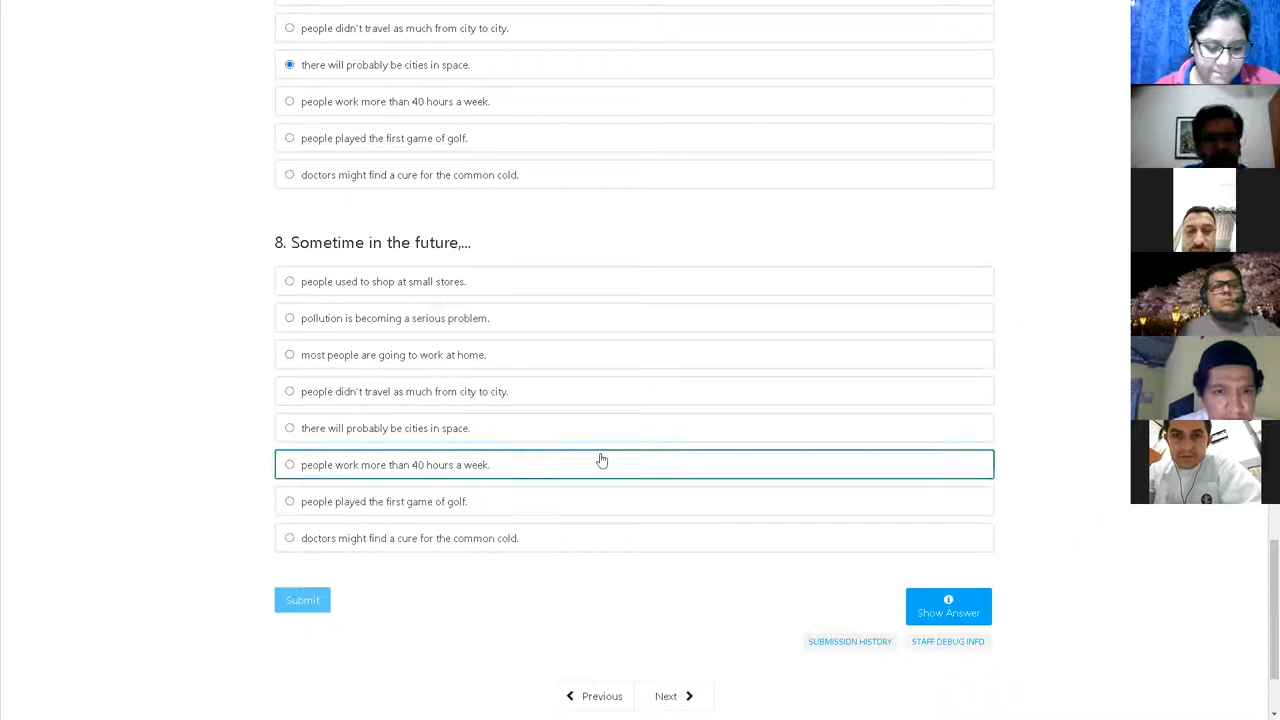 people didn't travel as much from city to city.
there will probably be cities in space.
people work more than 40 hours a week.
people played the first game of golf.
doctors might find a cure for the common cold.
8. Sometime in the future,...
people used to shop at small stores.
pollution is becoming a serious problem.
most people are going to work at home.
people didn't travel as much from city to city.
there will probably be cities in space.
people work more than 40 hours a week.
people played the first game of golf.
doctors might find a cure for the common cold.
Submit
Show Answer
SUBMISSION HISTORY
STAFF DEBUG INFO
Previous
Next